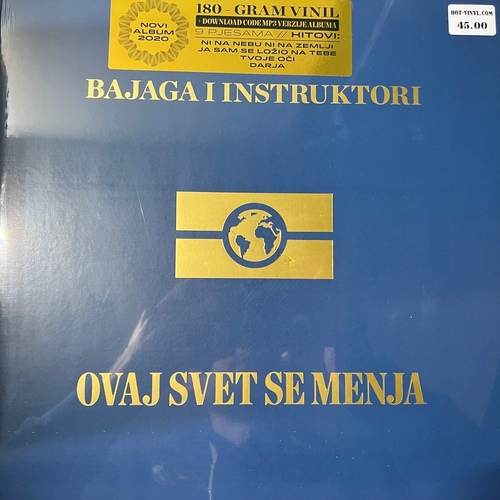 NOVI
ALBUM
2020
180 - GRAM VINIL
+ DOWNLOAD CODE MP3 VERZIJE ALBUMA
9 PJESAMA // HITOVI:
NI NA NEBU NI NA ZEMLJI
JA SAM SE LOŽIO NA TEBE
TVOJE OČI
DARJA
HOT-VINYL.COM
45.00
BAJAGA I INSTRUKTORI
OVAJ SVET SE MENJA